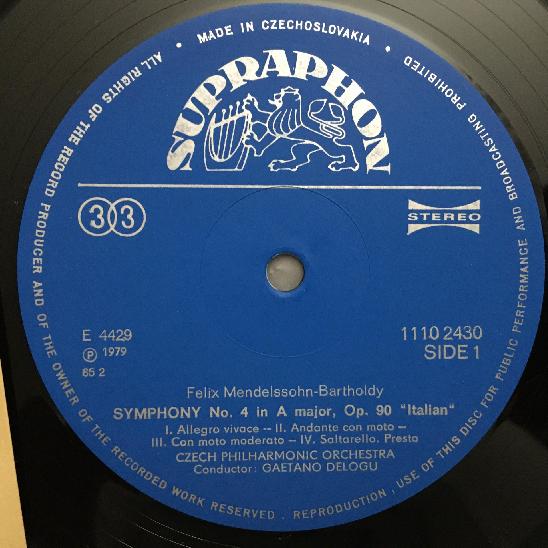 ALL RIGHTS OF THE RECORD PRODUCER AND OF THE OWNER OF THE RECORDED WORK RESERVED . REPRODUCTION , USE OF THIS DISC FOR PUBLIC PERFORMANCE AND BROADCASTING PROHIBITED
• MADE IN CZECHOSLOVAKIA •
SUPRAPHON
33
STEREO
E 4429
℗ 1979
85 2
1110 2430
SIDE 1
Felix Mendelssohn-Bartholdy
SYMPHONY No. 4 in A major, Op. 90 "Italian"
I. Allegro vivace -- II. Andante con moto –
III. Con moto moderato – IV. Saltarello. Presta
CZECH PHILHARMONIC ORCHESTRA
Conductor: GAETANO DELOGU